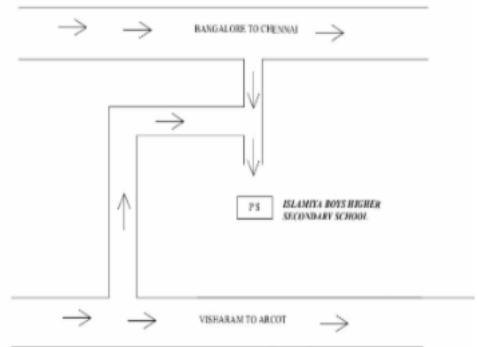 BANGALORE TO CHENNAI
PS ISLAMIYA BOYS HIGHER
SECONDARY SCHOOL
VISHARAM TO ARCOT